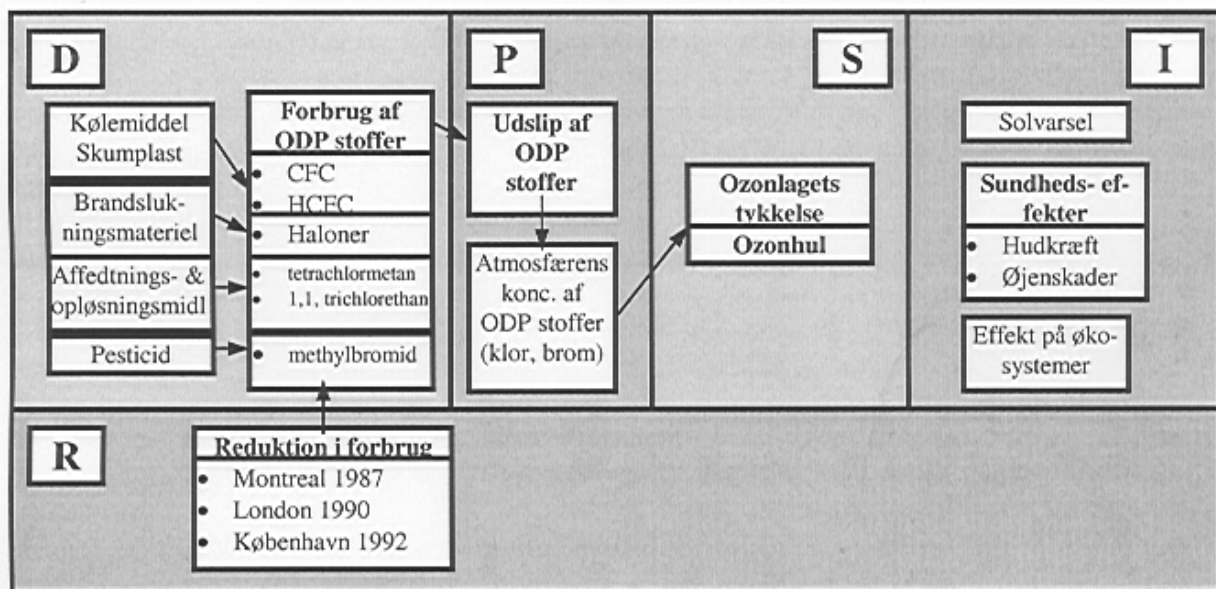 D
Kølemiddel
Skumplast
Brandsluk-
ningsmateriel
Affedtnings- &
opløsningsmidl
Pesticid
Forbrug af
ODP stoffer
• CFC
• HCFC
• Haloner
• tetrachlormetan
• 1,1, trichlorethan
• methylbromid
P
Udslip af
ODP
stoffer
Atmosfærens
konc. af
ODP stoffer
(klor, brom)
S
Ozonlagets
tykkelse
Ozonhul
I
Solvarsel
Sundheds- ef-
fekter
• Hudkræft
• Øjenskader
Effekt på øko-
systemer
R
Reduktion i forbrug
• Montreal 1987
• London 1990
• København 1992